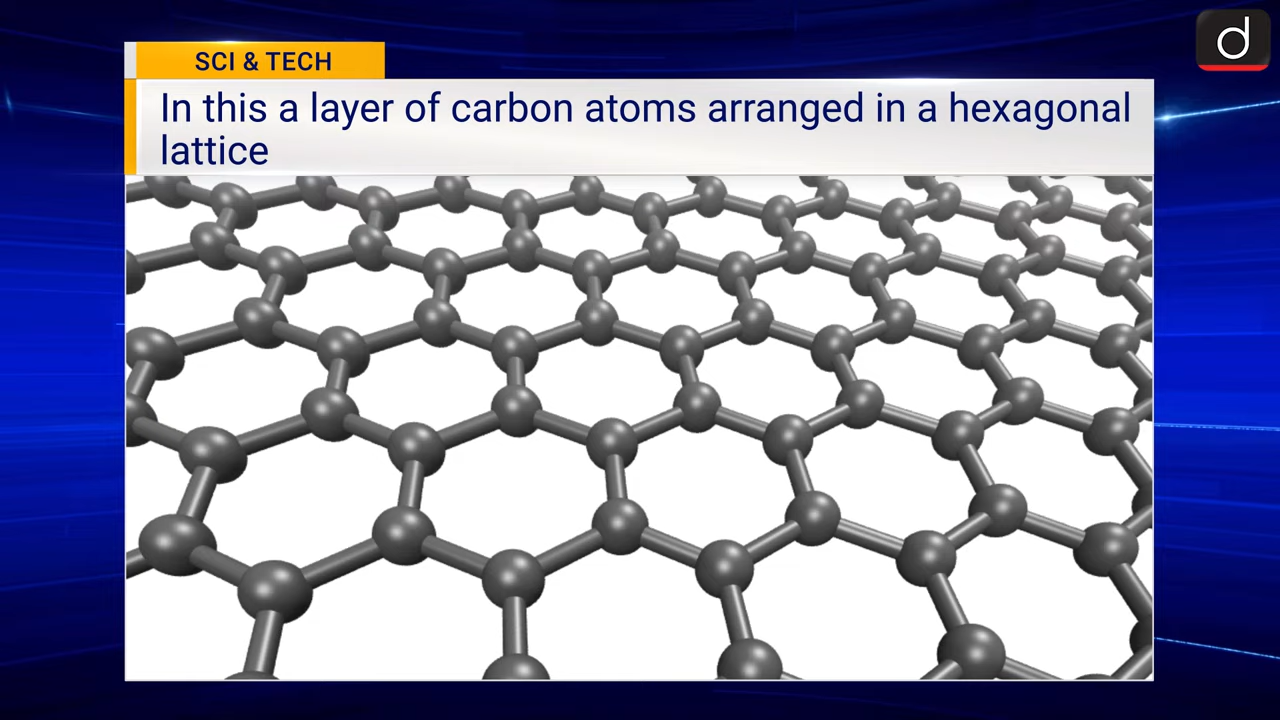 SCI & TECH
In this a layer of carbon atoms arranged in a hexagonal
lattice
d